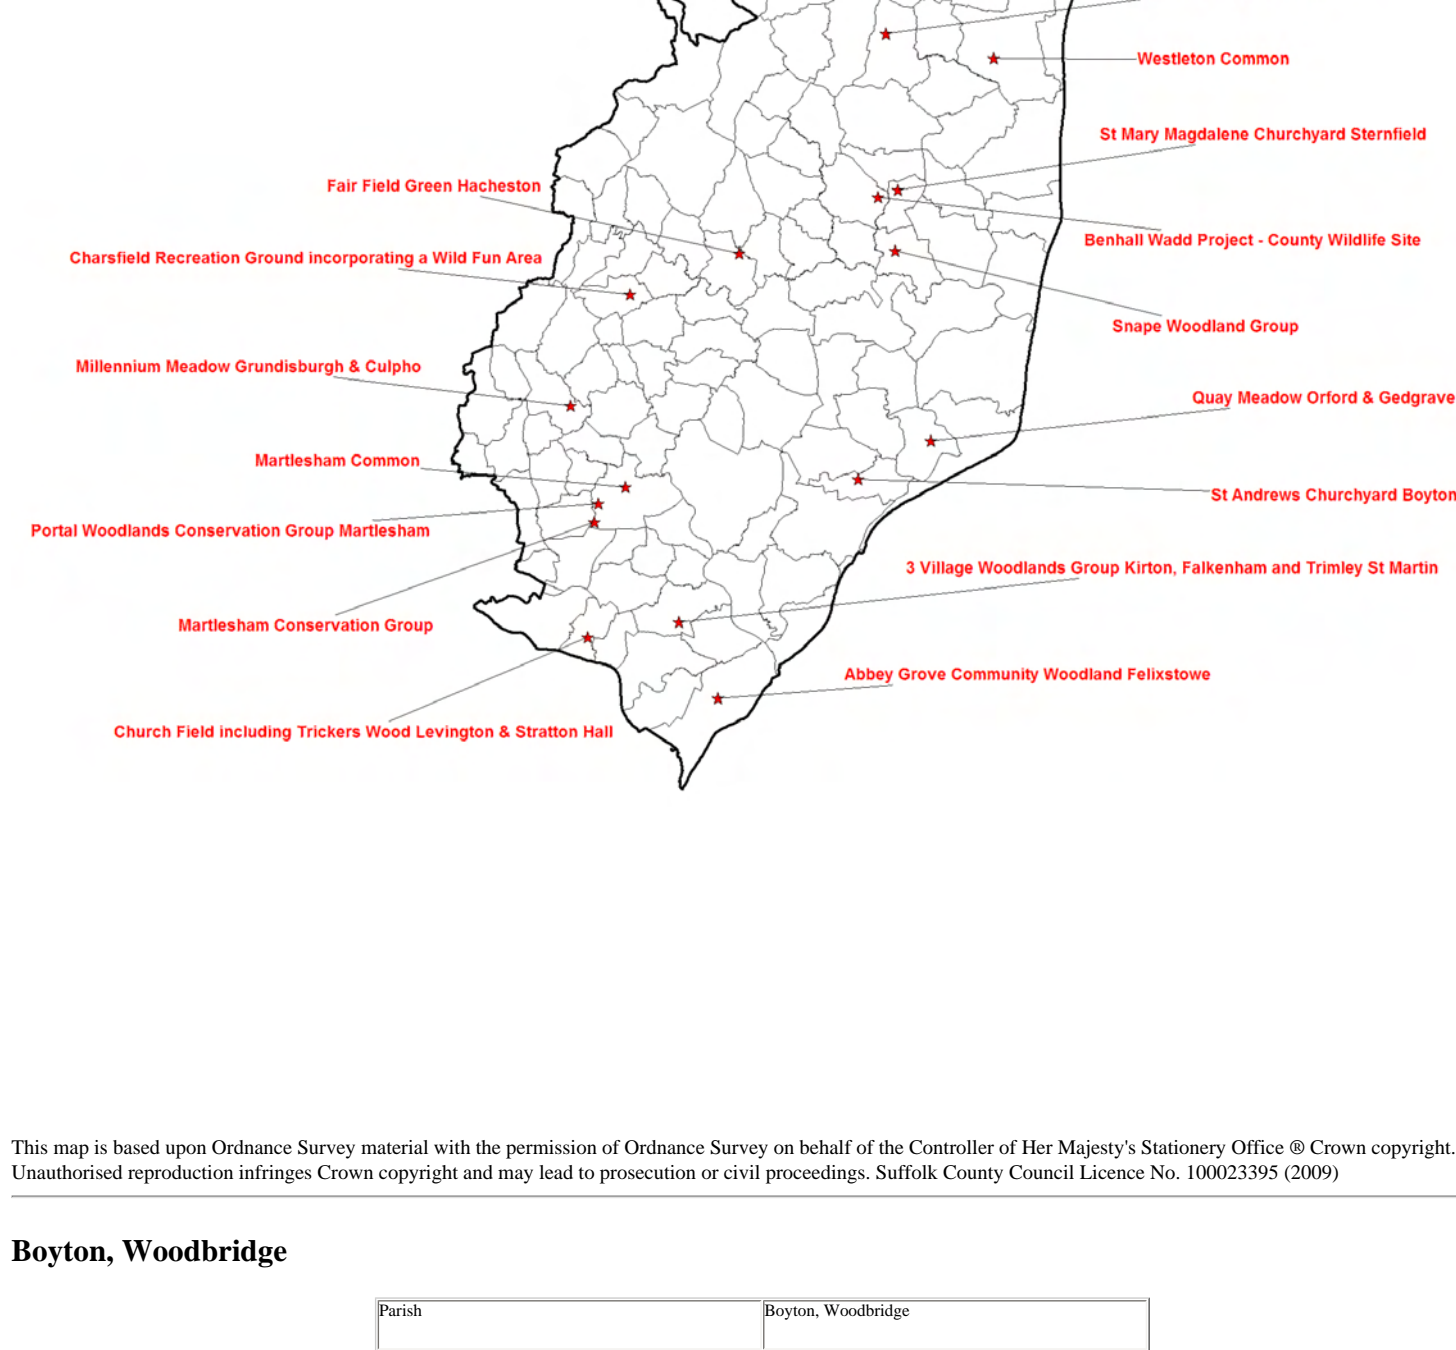 Westleton Common
St Mary Magdalene Churchyard Sternfield
Fair Field Green Hacheston
Benhall Wadd Project - County Wildlife Site
Charsfield Recreation Ground incorporating a Wild Fun Area
Snape Woodland Group
Millennium Meadow Grundisburgh & Culpho
Quay Meadow Orford & Gedgrave
Martlesham Common
St Andrews Churchyard Boyton
Portal Woodlands Conservation Group Martlesham
3 Village Woodlands Group Kirton, Falkenham and Trimley St Martin
Martlesham Conservation Group
Abbey Grove Community Woodland Felixstowe
Church Field including Trickers Wood Levington & Stratton Hall
This map is based upon Ordnance Survey material with the permission of Ordnance Survey on behalf of the Controller of Her Majesty's Stationery Office ® Crown copyright.
Unauthorised reproduction infringes Crown copyright and may lead to prosecution or civil proceedings. Suffolk County Council Licence No. 100023395 (2009)
Boyton, Woodbridge
Parish
Boyton, Woodbridge